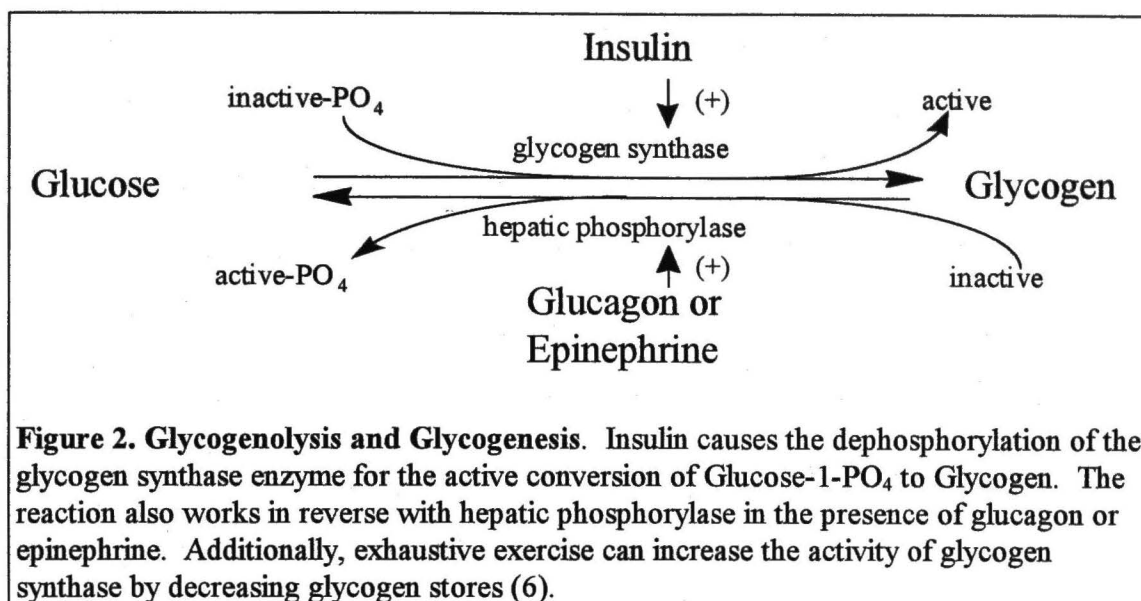 Insulin
inactive-PO₄
(+)
active
glycogen synthase
Glucose
Glycogen
hepatic phosphorylase
active-PO₄
(+)
inactive
Glucagon or
Epinephrine
Figure 2. Glycogenolysis and Glycogenesis. Insulin causes the dephosphorylation of the
glycogen synthase enzyme for the active conversion of Glucose-1-PO₄ to Glycogen. The
reaction also works in reverse with hepatic phosphorylase in the presence of glucagon or
epinephrine. Additionally, exhaustive exercise can increase the activity of glycogen
synthase by decreasing glycogen stores (6).